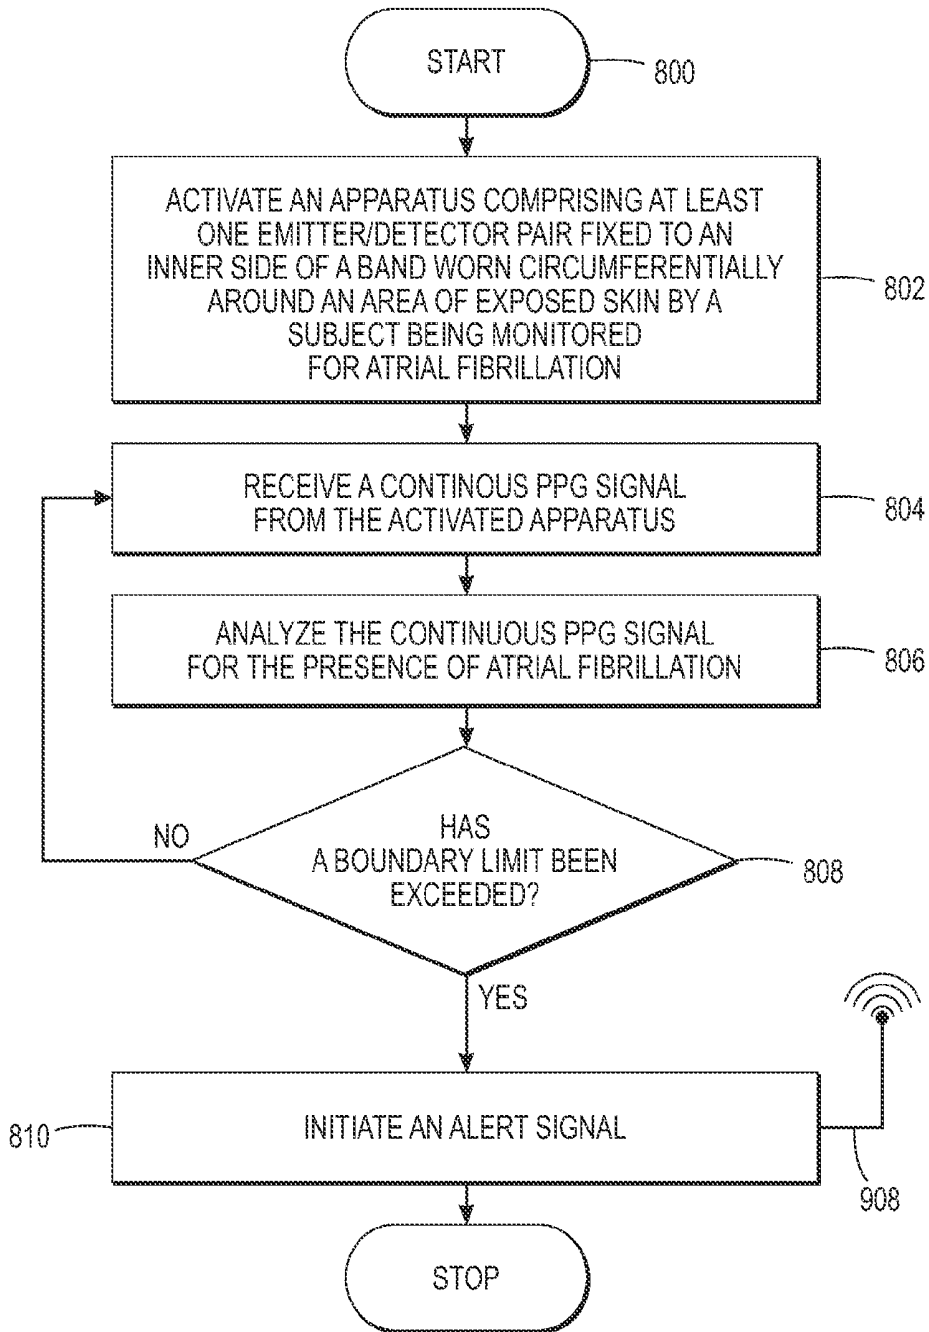 START
800
ACTIVATE AN APPARATUS COMPRISING AT LEAST
ONE EMITTER/DETECTOR PAIR FIXED TO AN
INNER SIDE OF A BAND WORN CIRCUMFERENTIALLY
AROUND AN AREA OF EXPOSED SKIN BY A
SUBJECT BEING MONITORED
FOR ATRIAL FIBRILLATION
802
RECEIVE A CONTINOUS PPG SIGNAL
FROM THE ACTIVATED APPARATUS
804
ANALYZE THE CONTINUOUS PPG SIGNAL
FOR THE PRESENCE OF ATRIAL FIBRILLATION
806
NO
HAS
A BOUNDARY LIMIT BEEN
EXCEEDED?
808
YES
810
INITIATE AN ALERT SIGNAL
908
STOP